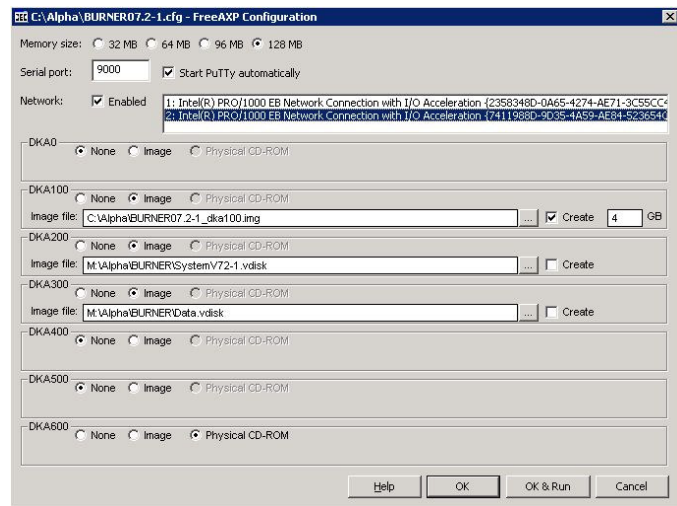 DEC C:\Alpha\BURNER07.2-1.cfg - FreeAXP Configuration
Memory size: 32 MB 64 MB 96 MB 128 MB
Serial port: 9000 Start PuTTy automatically
Network: Enabled
1: Intel(R) PRO/1000 EB Network Connection with I/O Acceleration {2358348D-0A65-4274-AE71-3C55CC4
2: Intel(R) PRO/1000 EB Network Connection with I/O Acceleration {7411988D-9D35-4A59-AE84-523654C
DKA0
None Image Physical CD-ROM
DKA100
None Image Physical CD-ROM
Image file: C:\Alpha\BURNER07.2-1_dka100.img ... Create 4 GB
DKA200
None Image Physical CD-ROM
Image file: M:\Alpha\BURNER\SystemV72-1.vdisk ... Create
DKA300
None Image Physical CD-ROM
Image file: M:\Alpha\BURNER\Data.vdisk ... Create
DKA400
None Image Physical CD-ROM
DKA500
None Image Physical CD-ROM
DKA600
None Image Physical CD-ROM
Help OK OK & Run Cancel